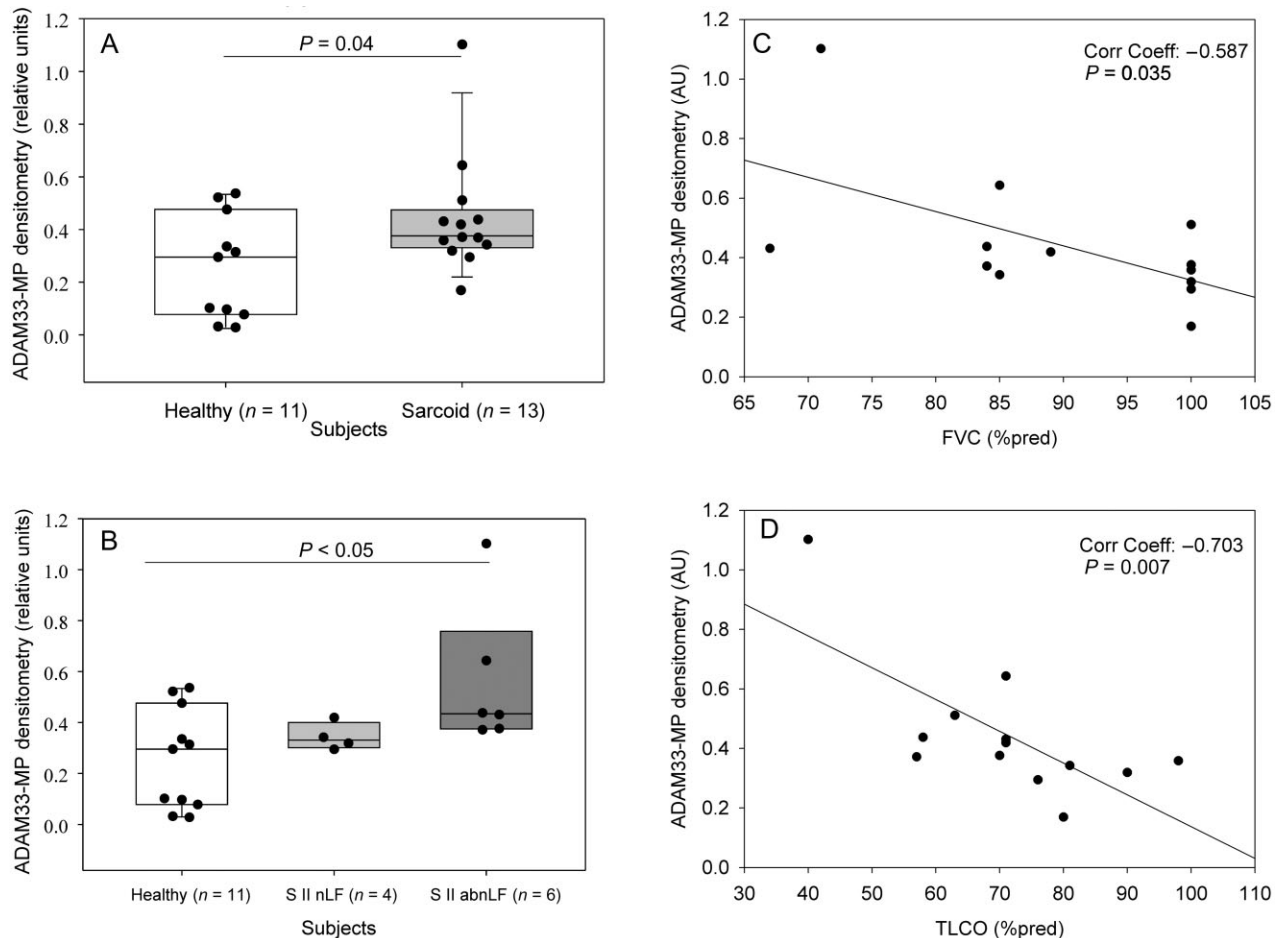 A
P = 0.04
ADAM33-MP densitometry (relative units)
1.2
1.0
0.8
0.6
0.4
0.2
0.0
Healthy (n = 11)
Sarcoid (n = 13)
Subjects
C
Corr Coeff: −0.587
P = 0.035
ADAM33-MP desitometry (AU)
1.2
1.0
0.8
0.6
0.4
0.2
0.0
65 70 75 80 85 90 95 100 105
FVC (%pred)
B
P < 0.05
ADAM33-MP densitometry (relative units)
1.2
1.0
0.8
0.6
0.4
0.2
0.0
Healthy (n = 11)
S II nLF (n = 4)
S II abnLF (n = 6)
Subjects
D
Corr Coeff: −0.703
P = 0.007
ADAM33-MP densitometry (AU)
1.2
1.0
0.8
0.6
0.4
0.2
0.0
30 40 50 60 70 80 90 100 110
TLCO (%pred)